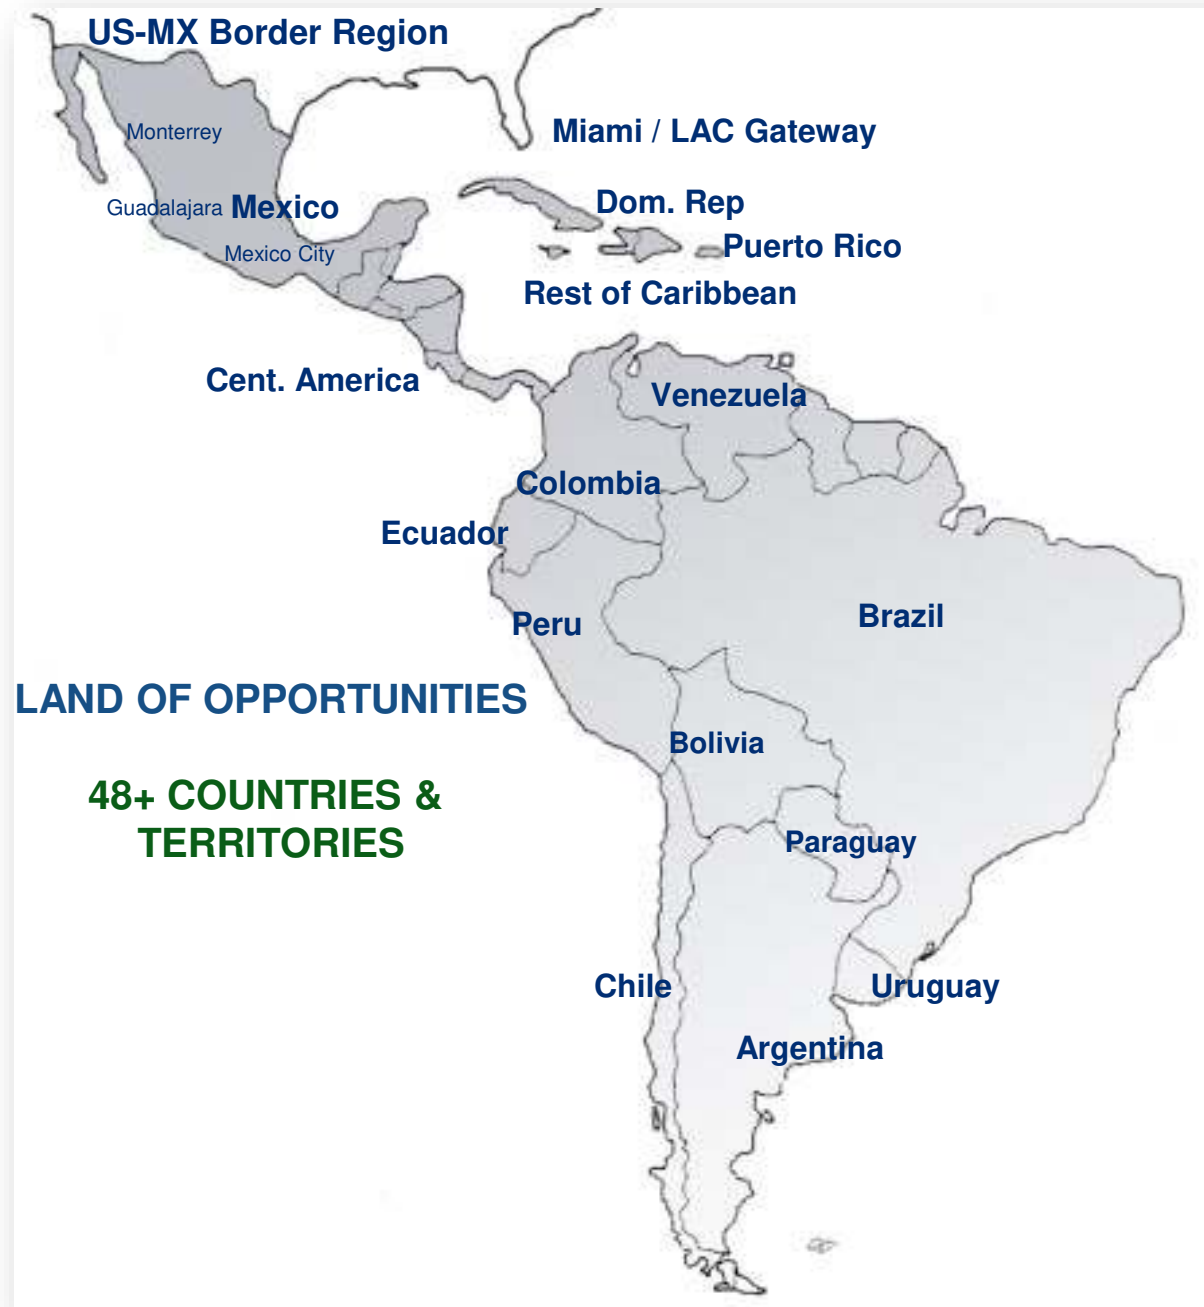 US-MX Border Region
Monterrey
Miami / LAC Gateway
Guadalajara Mexico
Dom. Rep
Mexico City
Puerto Rico
Rest of Caribbean
Cent. America
Venezuela
Colombia
Ecuador
Peru
Brazil
LAND OF OPPORTUNITIES
Bolivia
48+ COUNTRIES &
TERRITORIES
Paraguay
Chile
Uruguay
Argentina